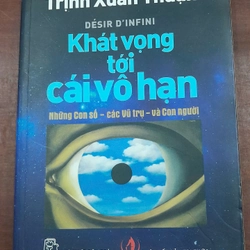 Trịnh Xuân Thuận
DÉSIR D'INFINI
Khát vọng
tới
cái vô hạn
Những Con số – các Vũ trụ – và Con người